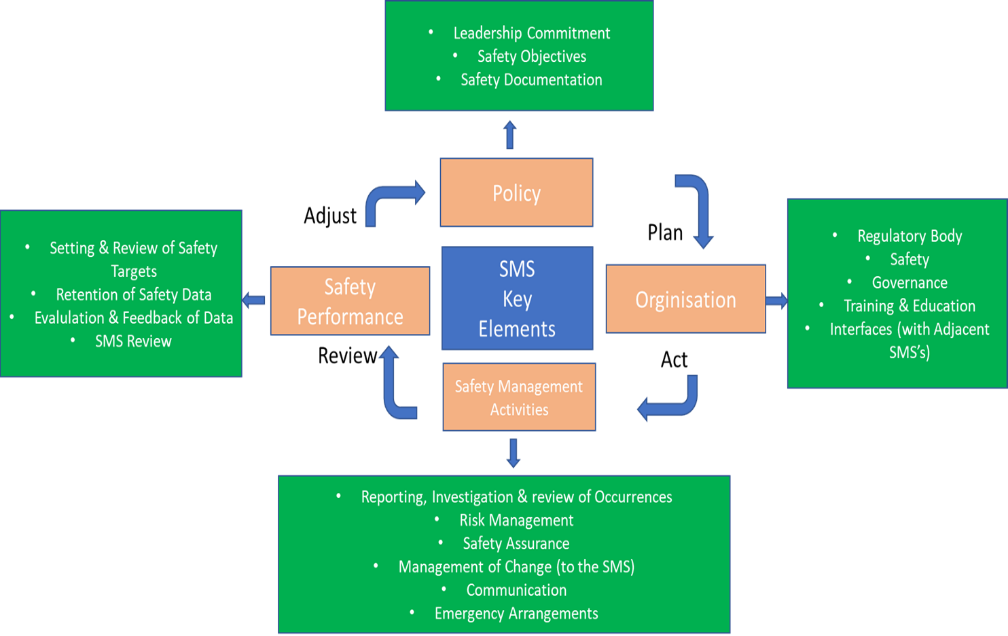 • Leadership Commitment
• Safety Objectives
• Safety Documentation
Policy
Adjust
Plan
• Setting & Review of Safety
Targets
• Retention of Safety Data
• Evalulation & Feedback of Data
• SMS Review
Safety
Performance
SMS
Key
Elements
Orginisation
• Regulatory Body
• Safety
• Governance
• Training & Education
• Interfaces (with Adjacent
SMS's)
Review
Act
Safety Management
Activities
• Reporting, Investigation & review of Occurrences
• Risk Management
• Safety Assurance
• Management of Change (to the SMS)
• Communication
• Emergency Arrangements